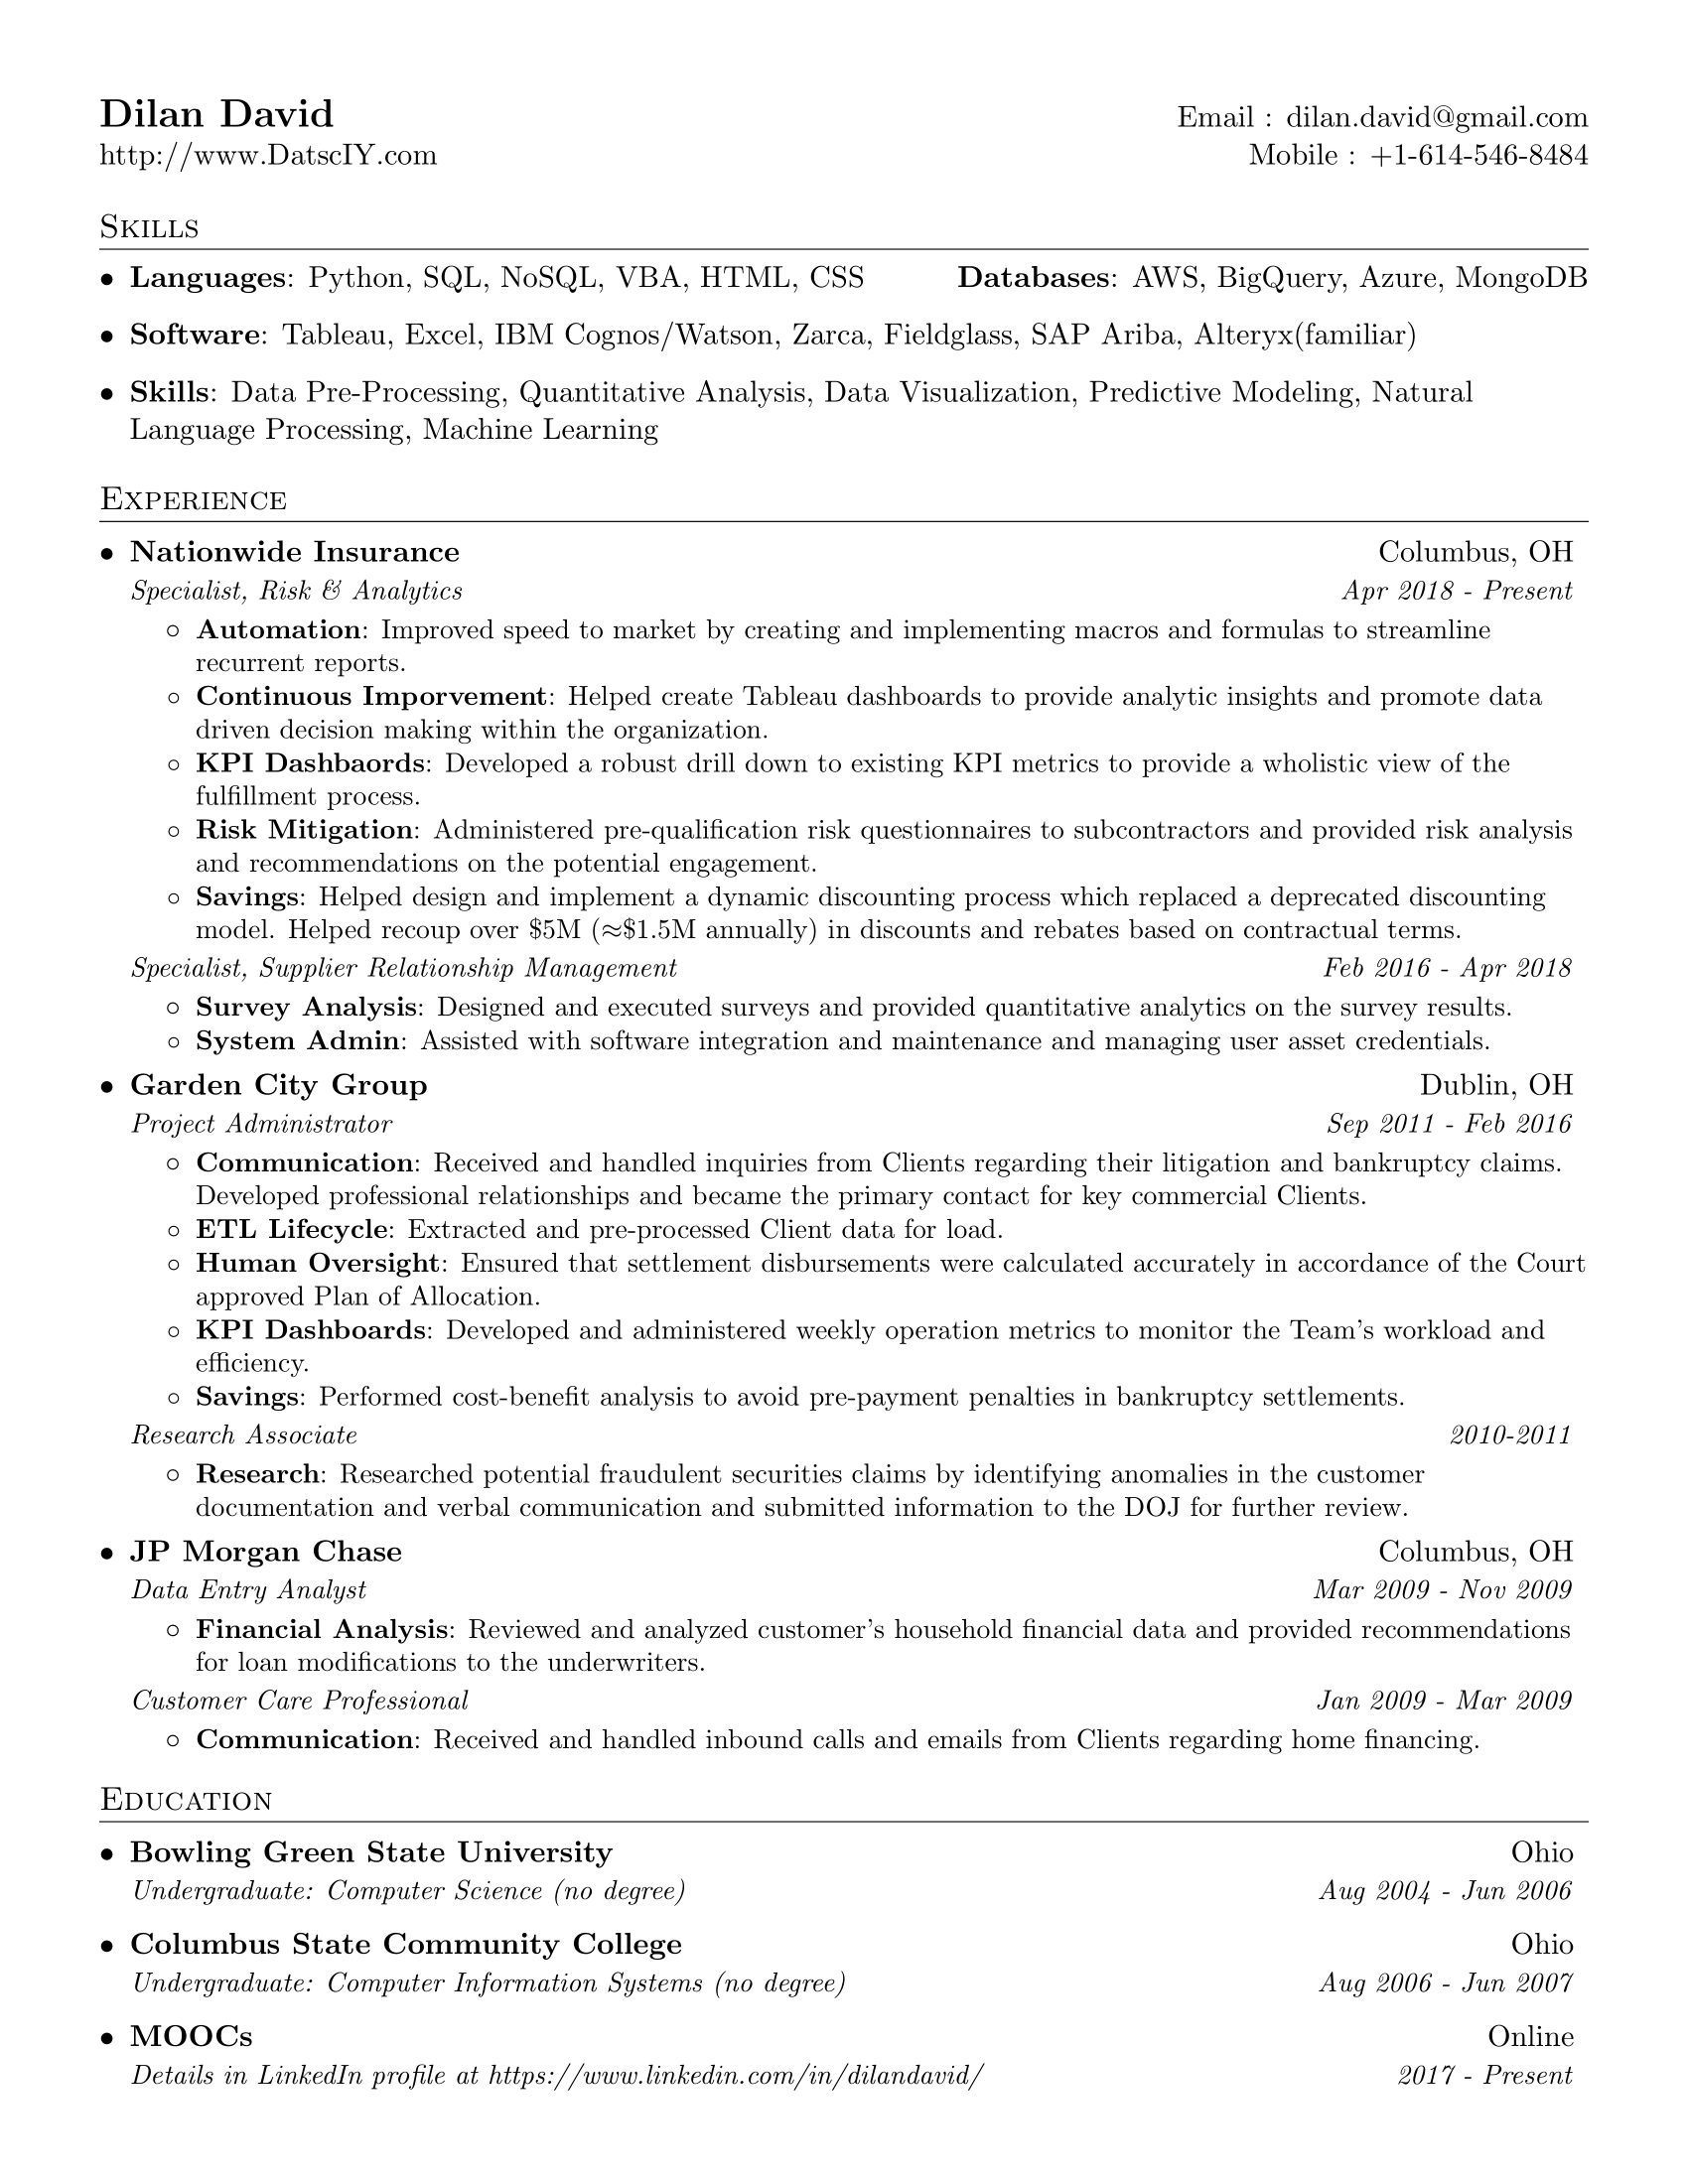 Dilan David Email : dilan.david@gmail.com
http://www.DatscIY.com Mobile : +1-614-546-8484
Skills
• Languages: Python, SQL, NoSQL, VBA, HTML, CSS Databases: AWS, BigQuery, Azure, MongoDB
• Software: Tableau, Excel, IBM Cognos/Watson, Zarca, Fieldglass, SAP Ariba, Alteryx(familiar)
• Skills: Data Pre-Processing, Quantitative Analysis, Data Visualization, Predictive Modeling, Natural
Language Processing, Machine Learning
Experience
• Nationwide Insurance Columbus, OH
Specialist, Risk & Analytics Apr 2018 - Present
◦ Automation: Improved speed to market by creating and implementing macros and formulas to streamline
recurrent reports.
◦ Continuous Imporvement: Helped create Tableau dashboards to provide analytic insights and promote data
driven decision making within the organization.
◦ KPI Dashbaords: Developed a robust drill down to existing KPI metrics to provide a wholistic view of the
fulfillment process.
◦ Risk Mitigation: Administered pre-qualification risk questionnaires to subcontractors and provided risk analysis
and recommendations on the potential engagement.
◦ Savings: Helped design and implement a dynamic discounting process which replaced a deprecated discounting
model. Helped recoup over $5M (≈$1.5M annually) in discounts and rebates based on contractual terms.
Specialist, Supplier Relationship Management Feb 2016 - Apr 2018
◦ Survey Analysis: Designed and executed surveys and provided quantitative analytics on the survey results.
◦ System Admin: Assisted with software integration and maintenance and managing user asset credentials.
• Garden City Group Dublin, OH
Project Administrator Sep 2011 - Feb 2016
◦ Communication: Received and handled inquiries from Clients regarding their litigation and bankruptcy claims.
Developed professional relationships and became the primary contact for key commercial Clients.
◦ ETL Lifecycle: Extracted and pre-processed Client data for load.
◦ Human Oversight: Ensured that settlement disbursements were calculated accurately in accordance of the Court
approved Plan of Allocation.
◦ KPI Dashboards: Developed and administered weekly operation metrics to monitor the Team's workload and
efficiency.
◦ Savings: Performed cost-benefit analysis to avoid pre-payment penalties in bankruptcy settlements.
Research Associate 2010-2011
◦ Research: Researched potential fraudulent securities claims by identifying anomalies in the customer
documentation and verbal communication and submitted information to the DOJ for further review.
• JP Morgan Chase Columbus, OH
Data Entry Analyst Mar 2009 - Nov 2009
◦ Financial Analysis: Reviewed and analyzed customer's household financial data and provided recommendations
for loan modifications to the underwriters.
Customer Care Professional Jan 2009 - Mar 2009
◦ Communication: Received and handled inbound calls and emails from Clients regarding home financing.
Education
• Bowling Green State University Ohio
Undergraduate: Computer Science (no degree) Aug 2004 - Jun 2006
• Columbus State Community College Ohio
Undergraduate: Computer Information Systems (no degree) Aug 2006 - Jun 2007
• MOOCs Online
Details in LinkedIn profile at https://www.linkedin.com/in/dilandavid/ 2017 - Present